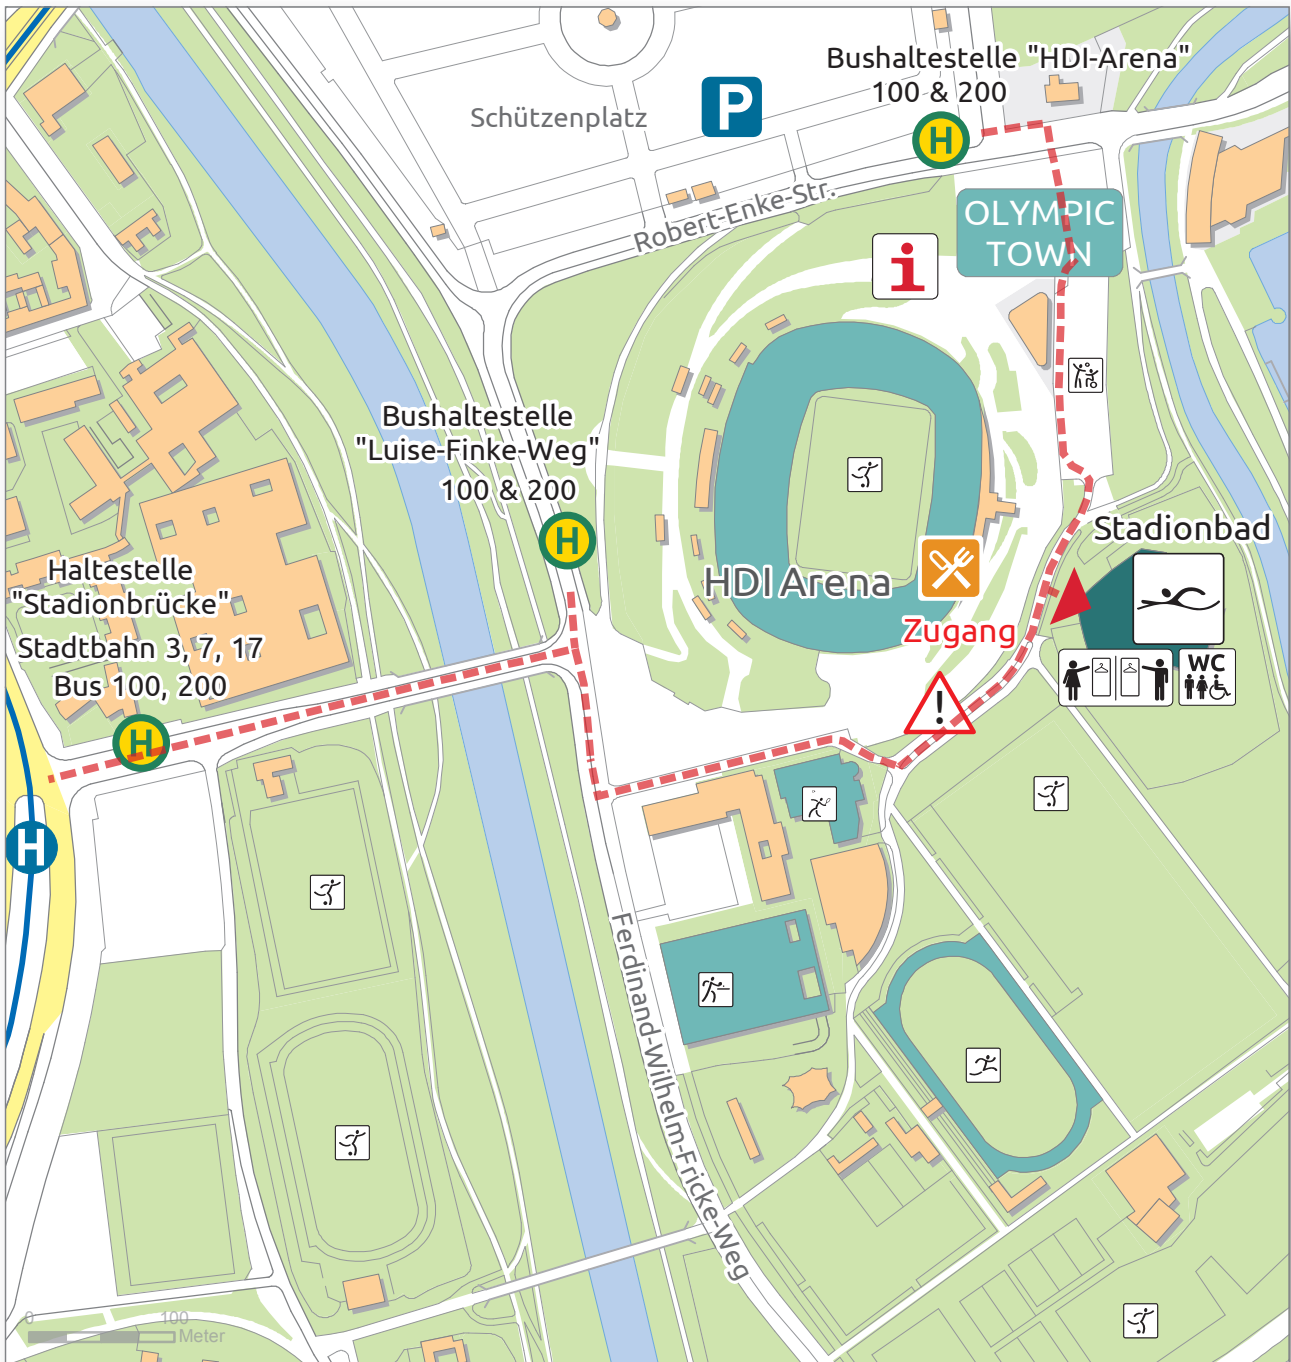 Bushaltestelle "HDI-Arena"
100 & 200
H
P
Schützenplatz
Robert-Enke-Str.
OLYMPIC
TOWN
i
Bushaltestelle
"Luise-Finke-Weg"
100 & 200
H
HDI Arena
Stadionbad
Zugang
WC
!
Haltestelle
"Stadionbrücke"
Stadtbahn 3, 7, 17
Bus 100, 200
H
H
Ferdinand-Wilhelm-Fricke-Weg
0 100
Meter